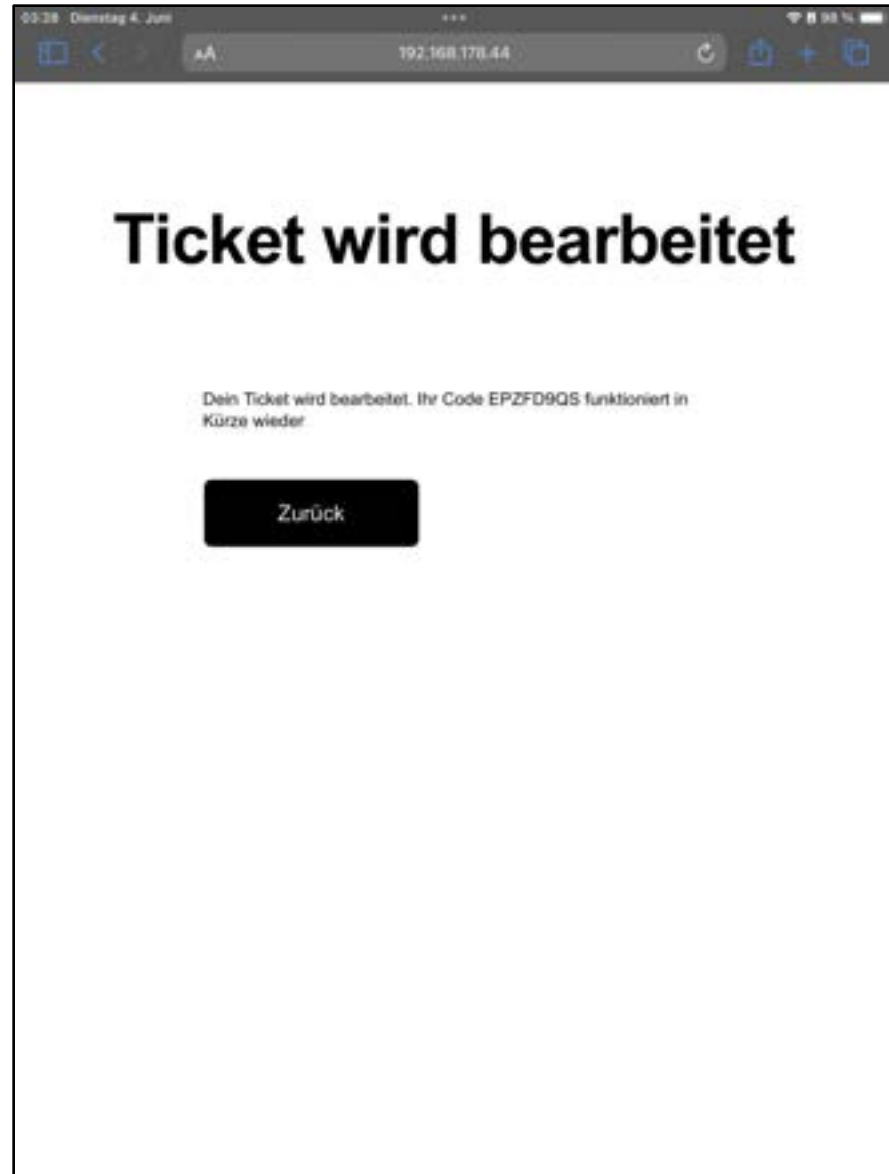 03:28 Dienstag 4. Juni
98 %
AA
192.168.178.44
Ticket wird bearbeitet
Dein Ticket wird bearbeitet. Ihr Code EPZFD9QS funktioniert in
Kürze wieder
Zurück